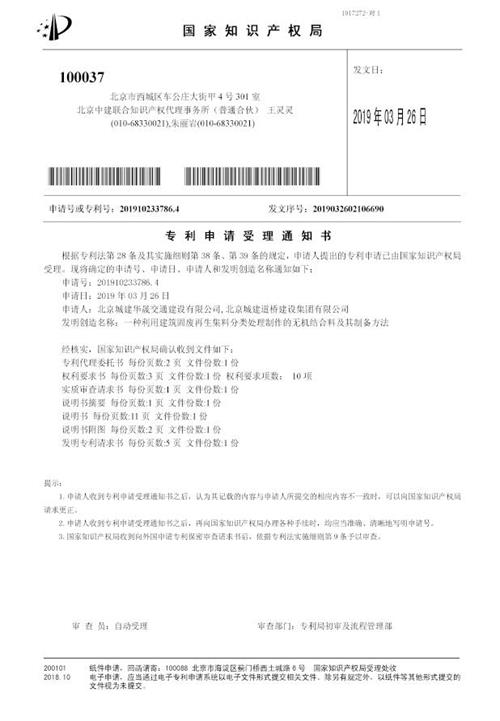 1917272-对 1
国家知识产权局
100037
发文日:
北京市西城区车公庄大街甲 4 号 301 室
北京中建联合知识产权代理事务所(普通合伙) 王灵灵
(010-68330021),朱丽岩(010-68330021)
2019年03月26日
申请号或专利号：201910233786.4
发文序号：2019032602106690
专利申请受理通知书
根据专利法第 28 条及其实施细则第 38 条、第 39 条的规定，申请人提出的专利申请已由国家知识产权局
受理。现将确定的申请号、申请日、申请人和发明创造名称通知如下：
申请号：201910233786.4
申请日：2019 年 03 月 26 日
申请人：北京城建华晟交通建设有限公司,北京城建道桥建设集团有限公司
发明创造名称：一种利用建筑固废再生集料分类处理制作的无机结合料及其制备方法
经核实，国家知识产权局确认收到文件如下：
专利代理委托书 每份页数:2 页 文件份数:1 份
权利要求书 每份页数:3 页 文件份数:1 份 权利要求项数： 10 项
实质审查请求书 每份页数:1 页 文件份数:1 份
说明书摘要 每份页数:1 页 文件份数:1 份
说明书 每份页数:11 页 文件份数:1 份
说明书附图 每份页数:2 页 文件份数:1 份
发明专利请求书 每份页数:5 页 文件份数:1 份
提示：
1.申请人收到专利申请受理通知书之后，认为其记载的内容与申请人所提交的相应内容不一致时，可以向国家知识产权局
请求更正。
2.申请人收到专利申请受理通知书之后，再向国家知识产权局办理各种手续时，均应当准确、清晰地写明申请号。
3.国家知识产权局收到向外国申请专利保密审查请求书后，依据专利法实施细则第 9 条予以审查。
审 查 员：自动受理
审查部门：专利局初审及流程管理部
200101
纸件申请，回函请寄：100088 北京市海淀区蓟门桥西土城路 6 号 国家知识产权局受理处收
2018.10
电子申请，应当通过电子专利申请系统以电子文件形式提交相关文件。除另有规定外，以纸件等其他形式提交的
文件视为未提交。